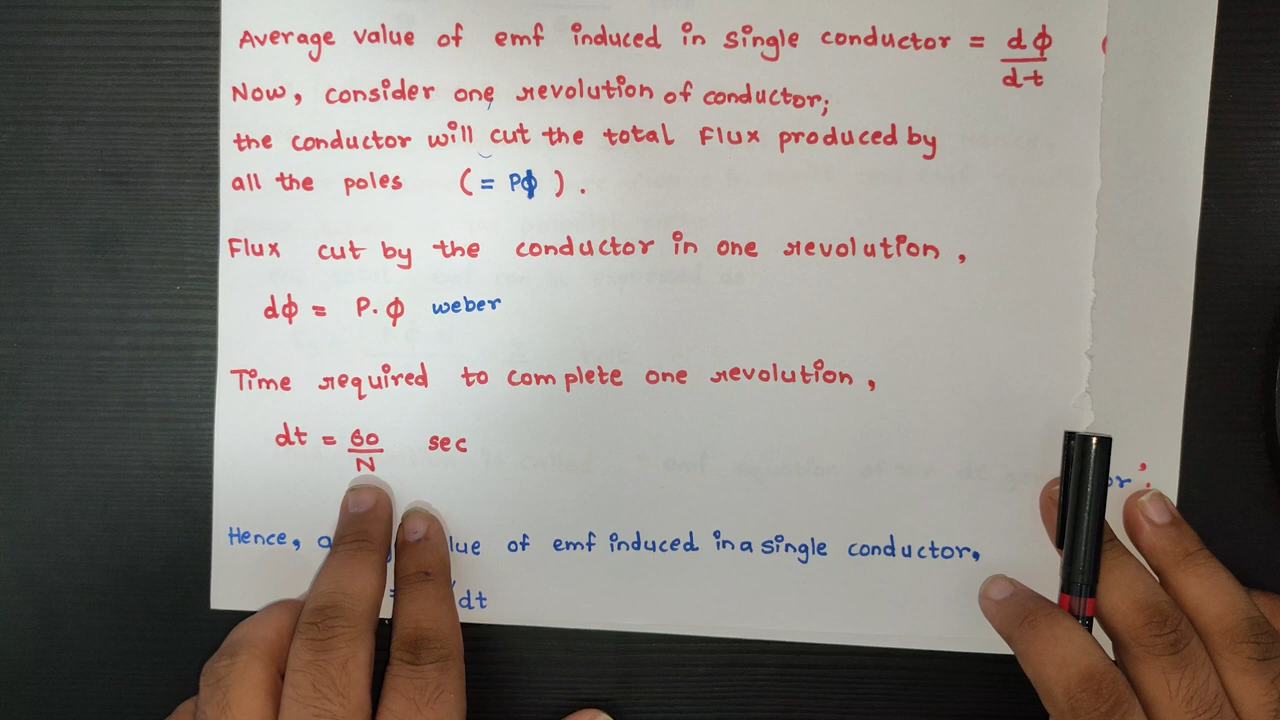 Average value of emf induced in single conductor = dϕ/dt (
Now, consider one revolution of conductor;
the conductor will cut the total Flux produced by
all the poles ( = Pϕ ) .
Flux cut by the conductor in one revolution ,
dϕ = P. ϕ weber
Time required to complete one revolution ,
dt = 60/N sec
Hence, of emf induced in a single conductor,
/dt